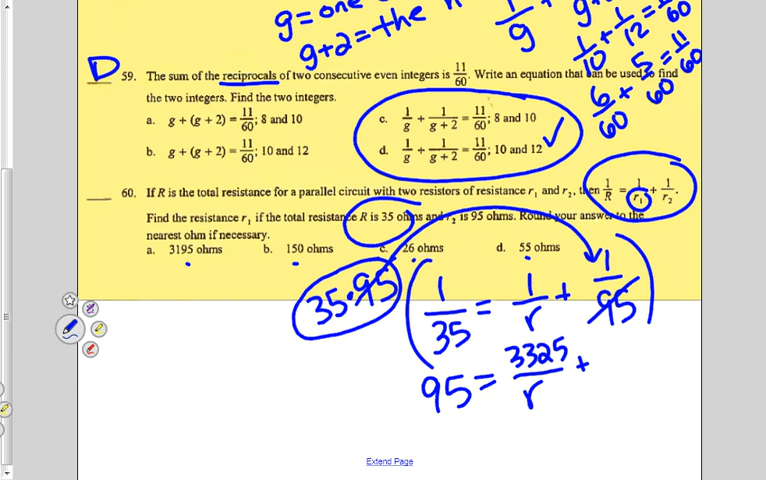 g = one
g+2 = the
1/g +
1/10 + 1/12 = 60
6/60 + 5/60 = 11/60
D
59. The sum of the reciprocals of two consecutive even integers is 11/60. Write an equation that can be used to find
the two integers. Find the two integers.
a. g + (g + 2) = 11/60; 8 and 10
c. 1/g + 1/(g + 2) = 11/60; 8 and 10
b. g + (g + 2) = 11/60; 10 and 12
d. 1/g + 1/(g + 2) = 11/60; 10 and 12 ✓
60. If R is the total resistance for a parallel circuit with two resistors of resistance r₁ and r₂, then 1/R = 1/r₁ + 1/r₂.
Find the resistance r₁ if the total resistance R is 35 ohms and r₂ is 95 ohms. Round your answer to the
nearest ohm if necessary.
a. 3195 ohms b. 150 ohms c. 26 ohms d. 55 ohms
35·95 (1/35 = 1/r + 1/95)
95 = 3325/r +
Extend Page